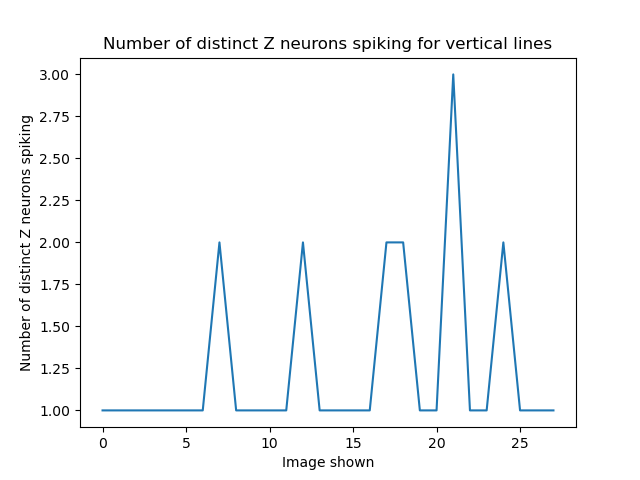 Number of distinct Z neurons spiking for vertical lines
Number of distinct Z neurons spiking
3.00
2.75
2.50
2.25
2.00
1.75
1.50
1.25
1.00
0 5 10 15 20 25
Image shown